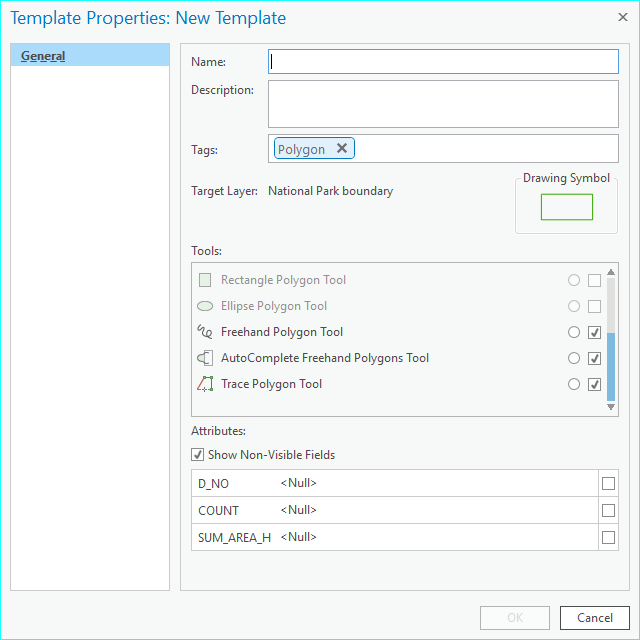 Template Properties: New Template
General
Name:
Description:
Tags:
Polygon
Target Layer: National Park boundary
Drawing Symbol
Tools:
Rectangle Polygon Tool
Ellipse Polygon Tool
Freehand Polygon Tool
AutoComplete Freehand Polygons Tool
Trace Polygon Tool
Attributes:
Show Non-Visible Fields
D_NO <Null>
COUNT <Null>
SUM_AREA_H <Null>
OK Cancel